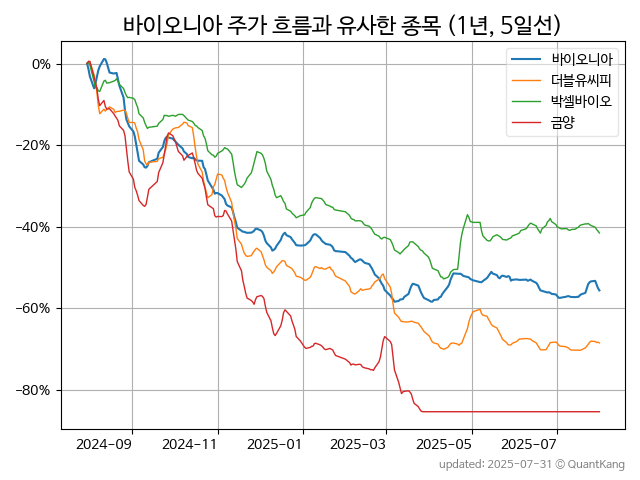 바이오니아 주가 흐름과 유사한 종목 (1년, 5일선)
바이오니아
더블유씨피
박셀바이오
금양
0%
−20%
−40%
−60%
−80%
2024−09 2024−11 2025−01 2025−03 2025−05 2025−07
updated: 2025-07-31 © QuantKang